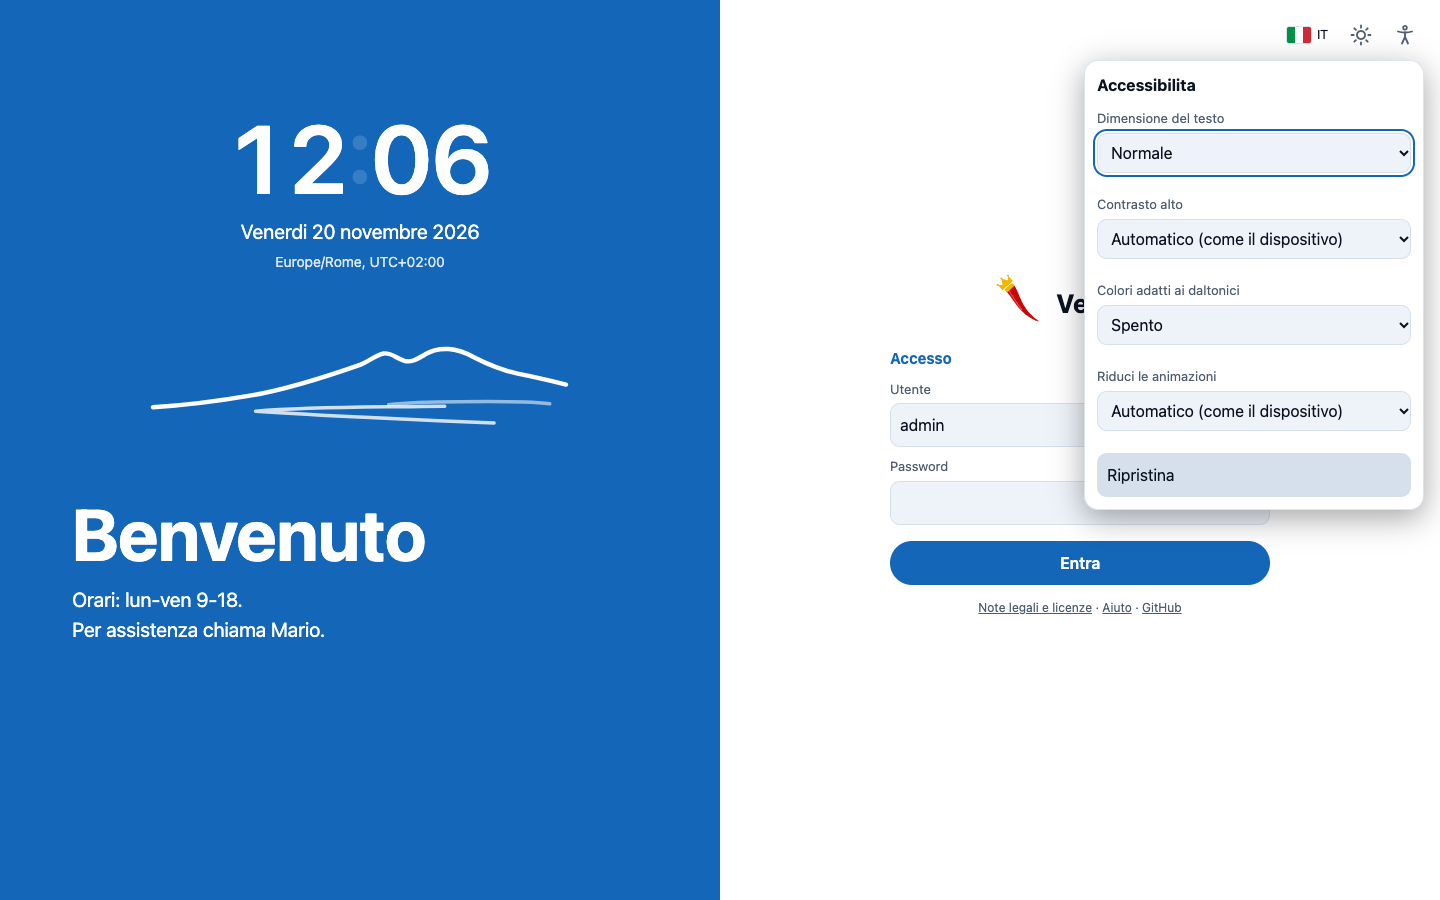 12:06
Venerdi 20 novembre 2026
Europe/Rome, UTC+02:00
Benvenuto
Orari: lun-ven 9-18.
Per assistenza chiama Mario.
IT
Accessibilita
Dimensione del testo
Normale
Contrasto alto
Automatico (come il dispositivo)
Colori adatti ai daltonici
Spento
Riduci le animazioni
Automatico (come il dispositivo)
Ripristina
Ve
Accesso
Utente
admin
Password
Entra
Note legali e licenze · Aiuto · GitHub